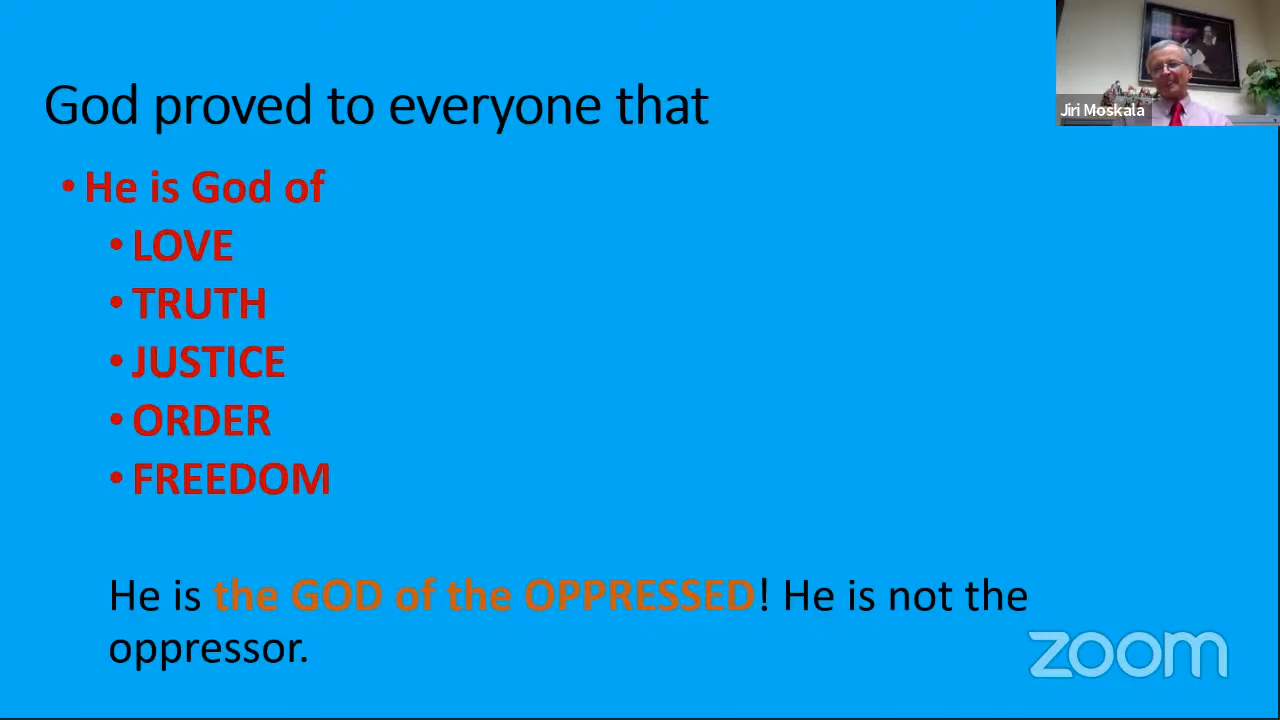 God proved to everyone that
• He is God of
• LOVE
• TRUTH
• JUSTICE
• ORDER
• FREEDOM
He is the GOD of the OPPRESSED! He is not the
oppressor.
Jiri Moskala
zoom